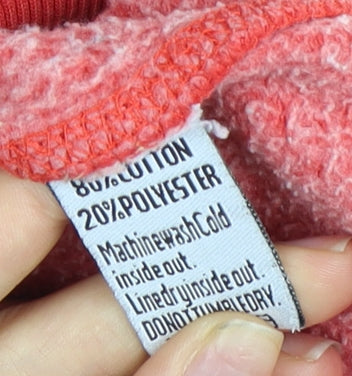 80%COTTON
20%POLYESTER
MachinewashCold
inside out.
Linedryinside out.
DONOTTUMBLEDRY.